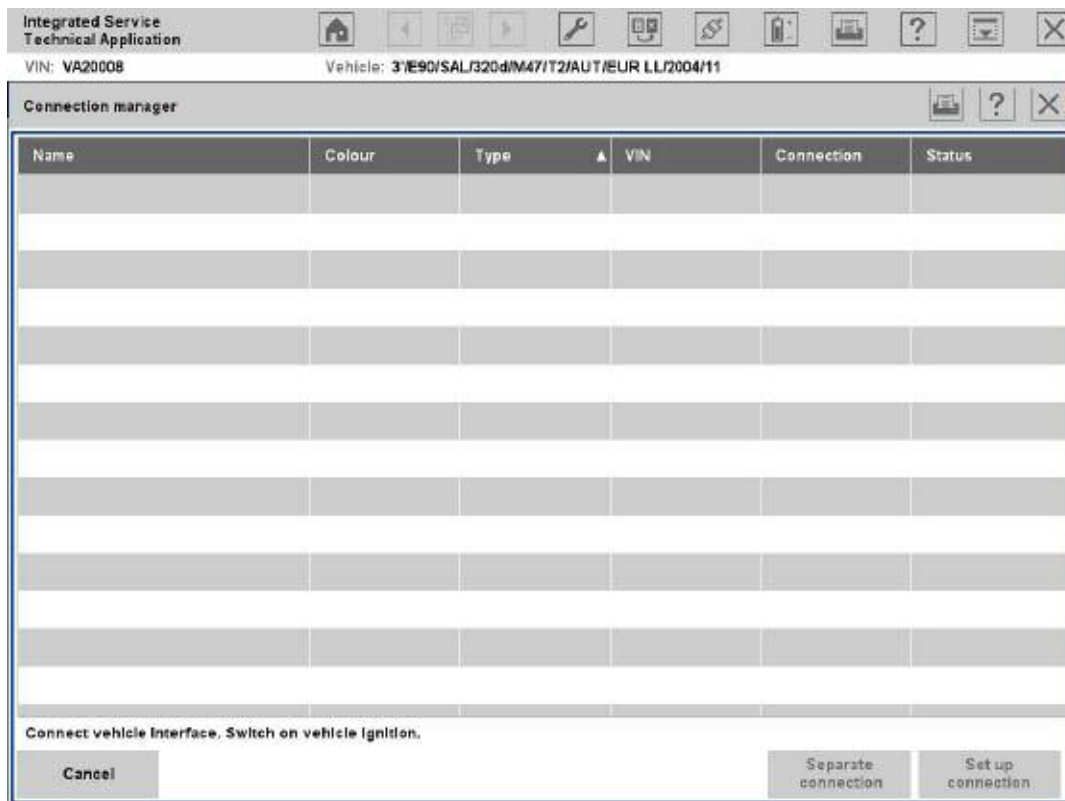 Integrated Service
Technical Application
VIN: VA20008 Vehicle: 3'/E90/SAL/320d/M47/T2/AUT/EUR LL/2004/11
Connection manager
Name Colour Type ▲ VIN Connection Status
Connect vehicle interface. Switch on vehicle ignition.
Cancel
Separate
connection
Set up
connection